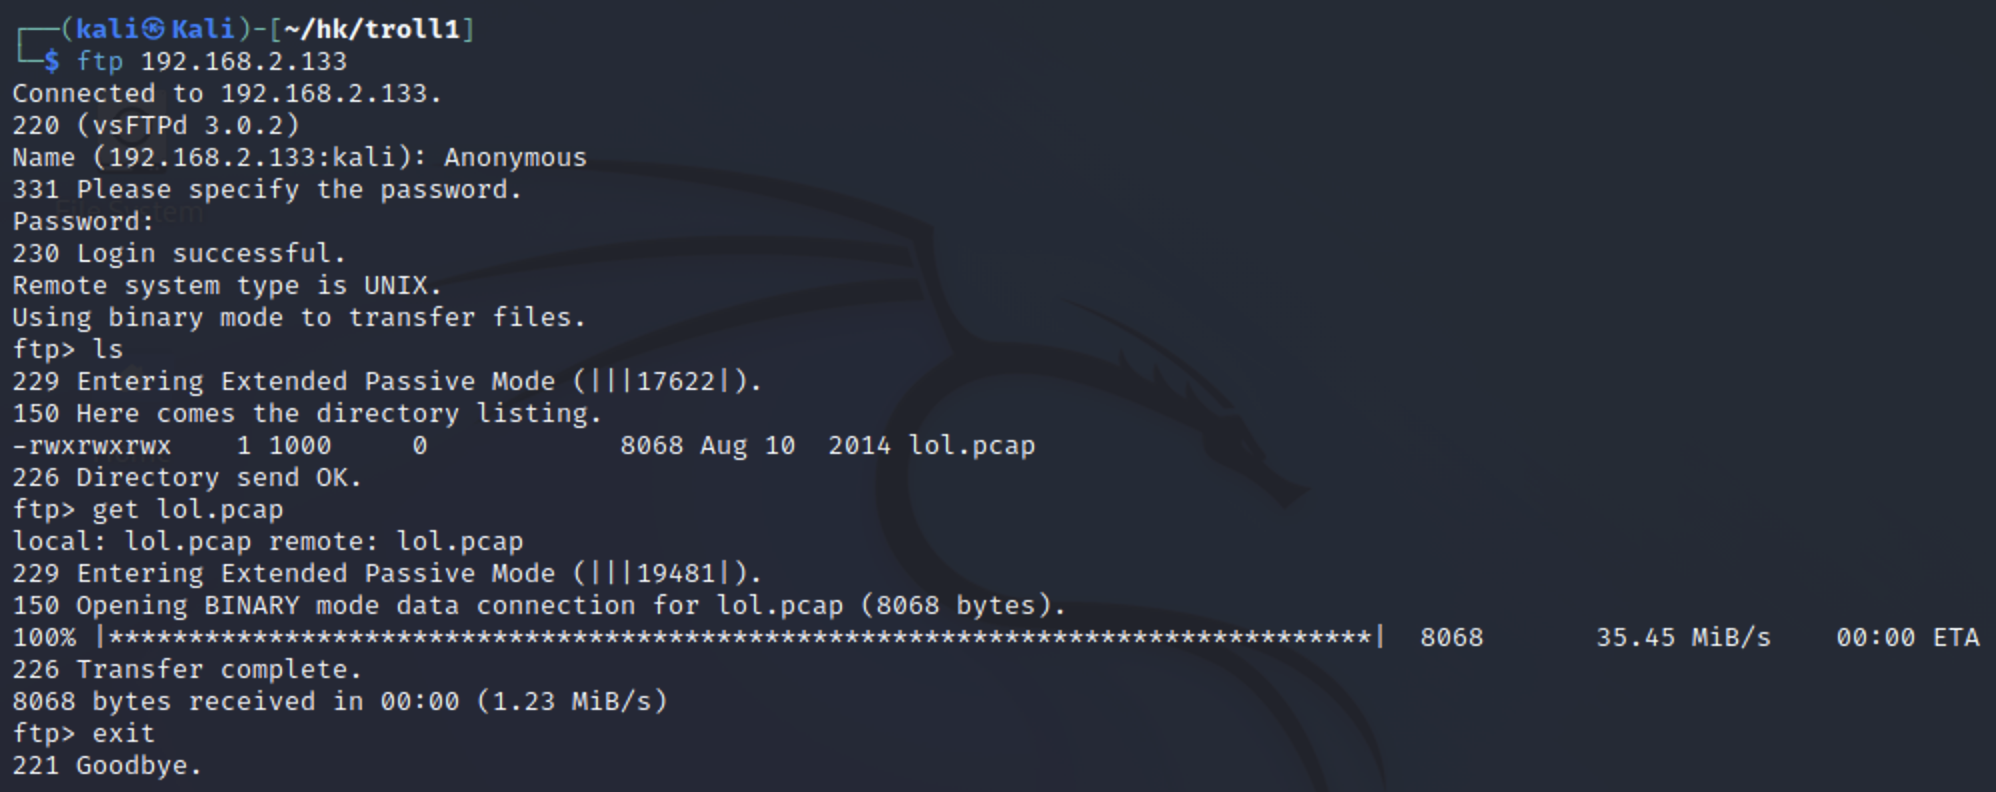 ┌──(kali㉿Kali)-[~/hk/troll1]
└─$ ftp 192.168.2.133
Connected to 192.168.2.133.
220 (vsFTPd 3.0.2)
Name (192.168.2.133:kali): Anonymous
331 Please specify the password.
Password:
230 Login successful.
Remote system type is UNIX.
Using binary mode to transfer files.
ftp> ls
229 Entering Extended Passive Mode (|||17622|).
150 Here comes the directory listing.
-rwxrwxrwx    1 1000     0            8068 Aug 10  2014 lol.pcap
226 Directory send OK.
ftp> get lol.pcap
local: lol.pcap remote: lol.pcap
229 Entering Extended Passive Mode (|||19481|).
150 Opening BINARY mode data connection for lol.pcap (8068 bytes).
100% |*******************************************************************************|  8068       35.45 MiB/s    00:00 ETA
226 Transfer complete.
8068 bytes received in 00:00 (1.23 MiB/s)
ftp> exit
221 Goodbye.